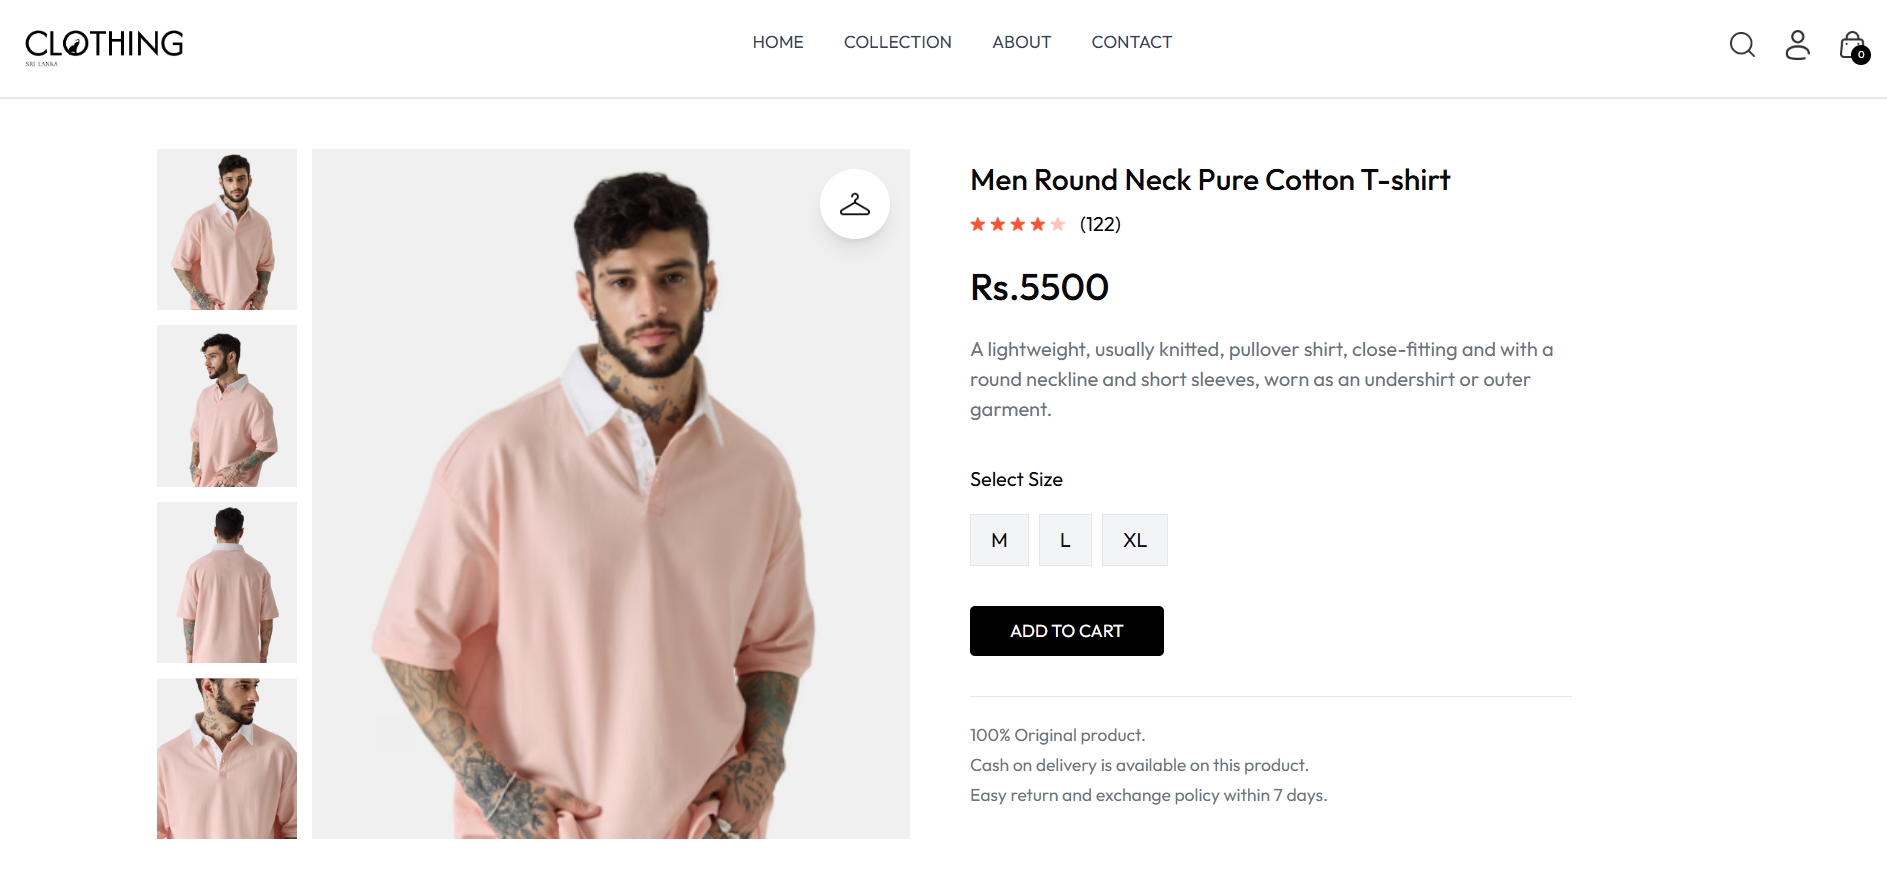 CLOTHING
SRI LANKA
HOME
COLLECTION
ABOUT
CONTACT
0
Men Round Neck Pure Cotton T-shirt
(122)
Rs.5500
A lightweight, usually knitted, pullover shirt, close-fitting and with a
round neckline and short sleeves, worn as an undershirt or outer
garment.
Select Size
M
L
XL
ADD TO CART
100% Original product.
Cash on delivery is available on this product.
Easy return and exchange policy within 7 days.